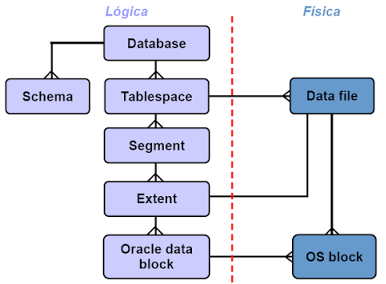 Lógica
Física
Database
Schema
Tablespace
Data file
Segment
Extent
Oracle data
block
OS block